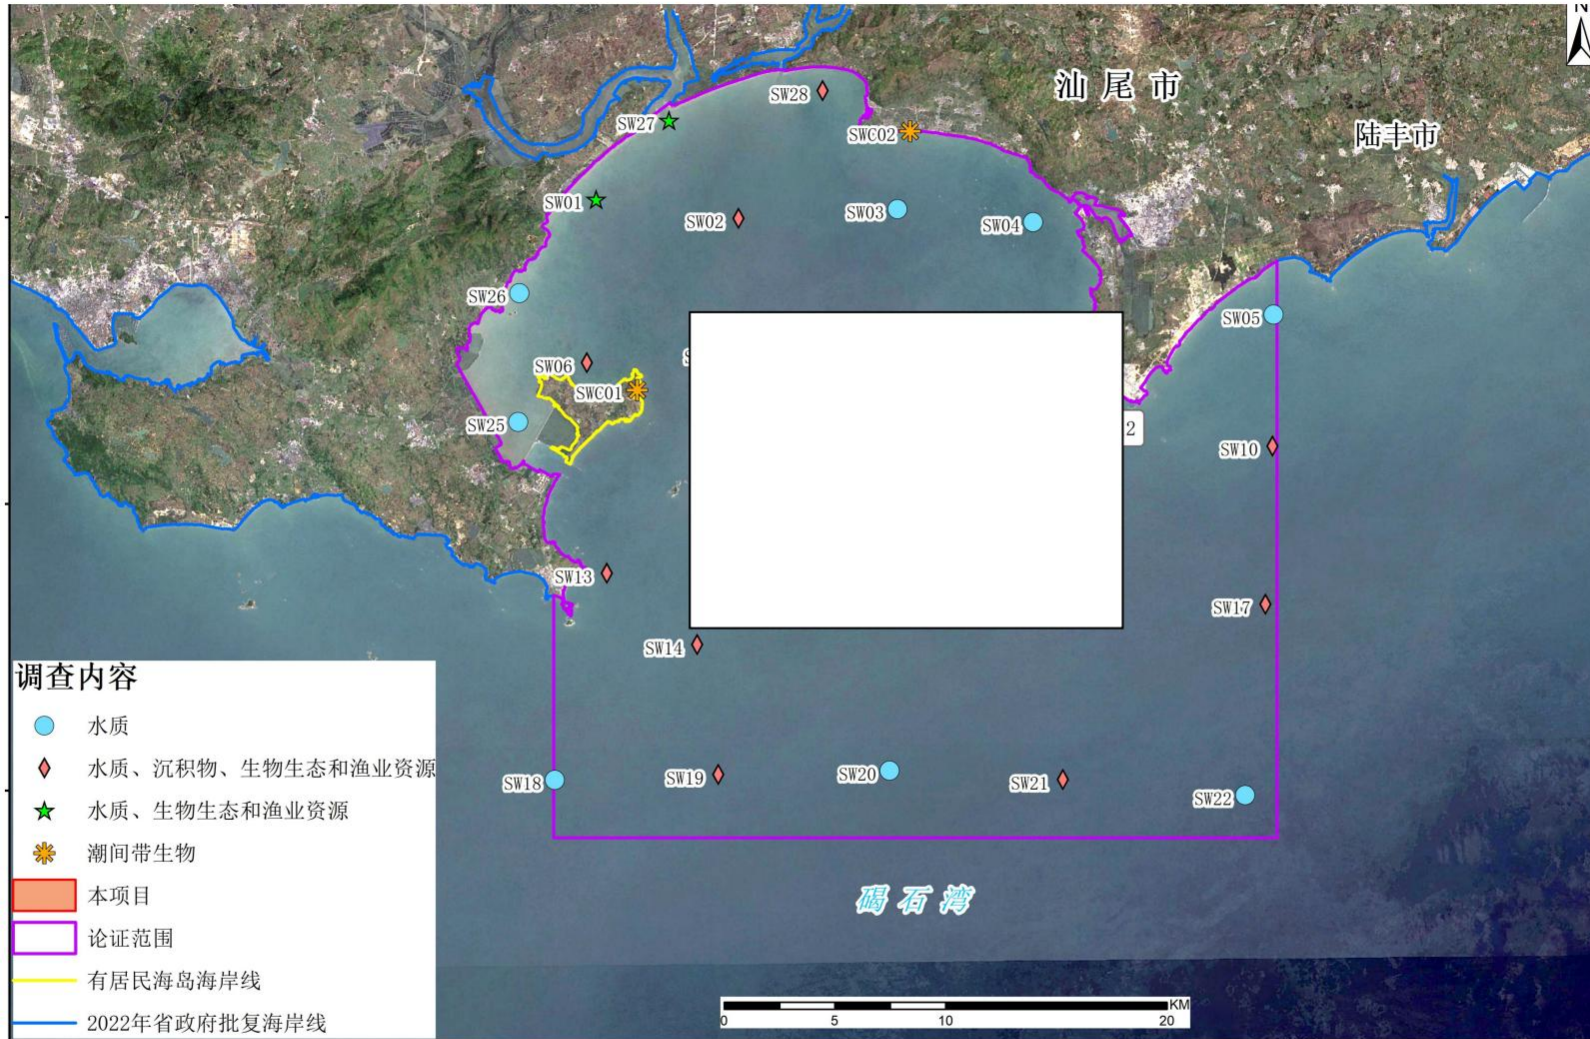 N
汕尾市
陆丰市
SW28
SW27
SWC02
SW01
SW02
SW03
SW04
SW26
SW05
SW06
SWC01
SW25
2
SW10
SW13
SW17
SW14
SW18
SW19
SW20
SW21
SW22
碣石湾
调查内容
水质
水质、沉积物、生物生态和渔业资源
水质、生物生态和渔业资源
潮间带生物
本项目
论证范围
有居民海岛海岸线
2022年省政府批复海岸线
KM
0 5 10 20